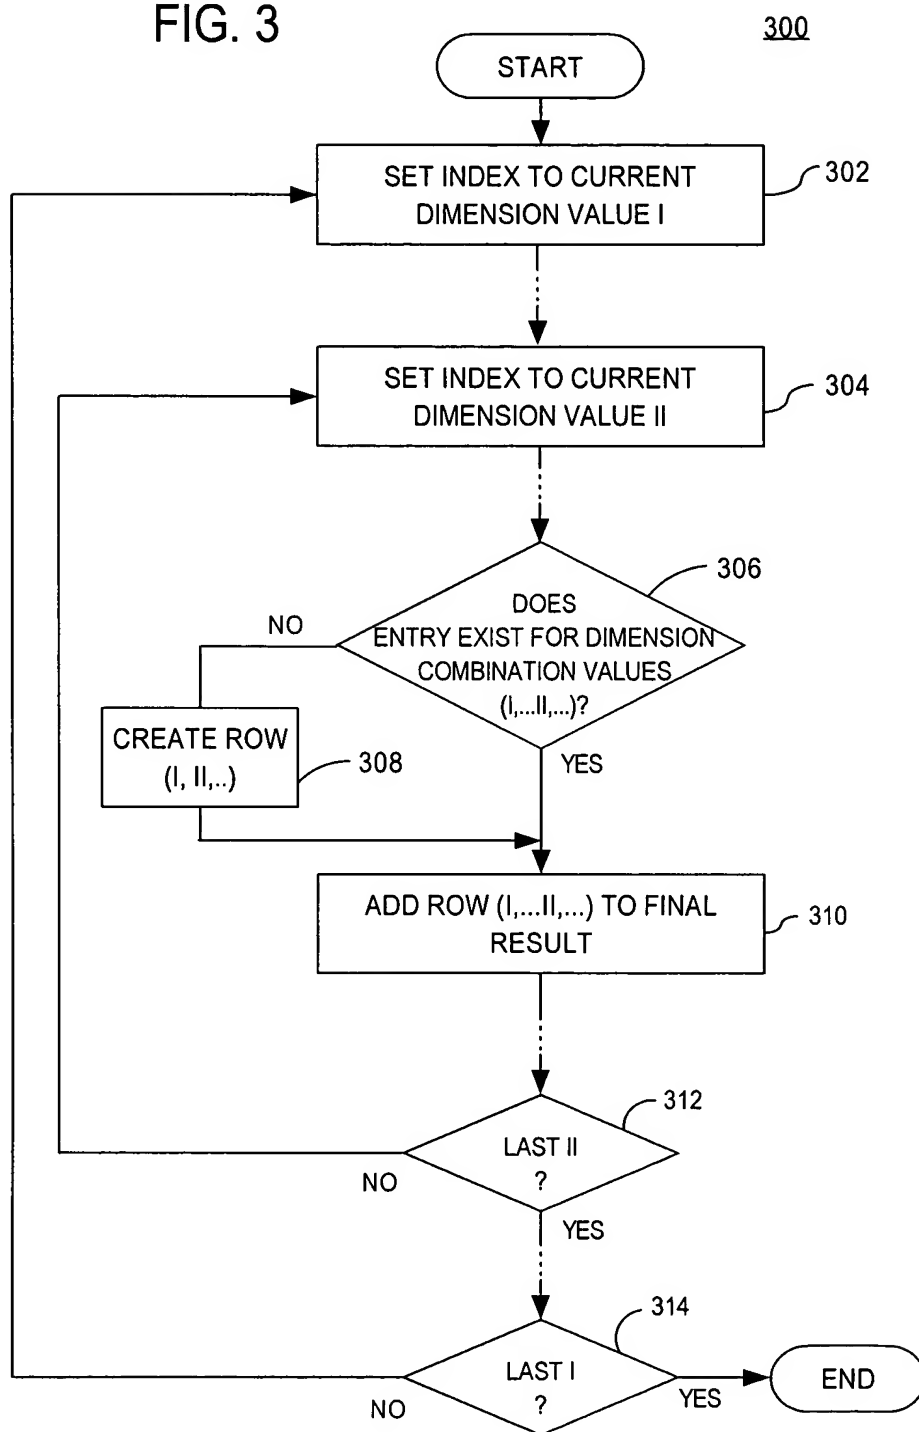 FIG. 3
300
START
SET INDEX TO CURRENT
DIMENSION VALUE I
302
SET INDEX TO CURRENT
DIMENSION VALUE II
304
DOES
ENTRY EXIST FOR DIMENSION
COMBINATION VALUES
(I,...II,...)?
306
NO
YES
CREATE ROW
(I, II,..)
308
ADD ROW (I,...II,...) TO FINAL
RESULT
310
LAST II
?
312
NO
YES
LAST I
?
314
NO
YES
END